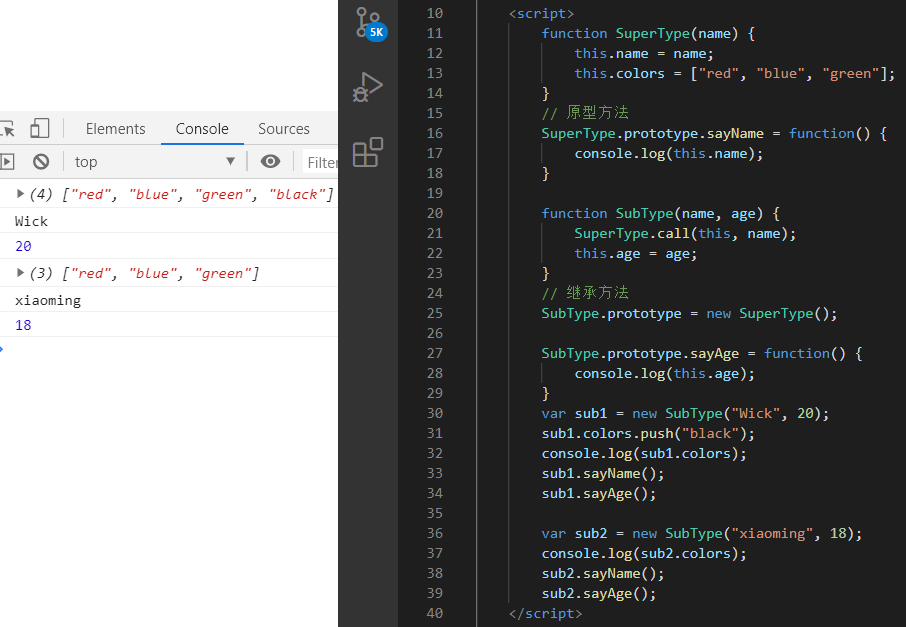 Elements Console Sources
top Filter
(4) ["red", "blue", "green", "black"]
Wick
20
(3) ["red", "blue", "green"]
xiaoming
18
5K
10 <script>
11 function SuperType(name) {
12 this.name = name;
13 this.colors = ["red", "blue", "green"];
14 }
15 // 原型方法
16 SuperType.prototype.sayName = function() {
17 console.log(this.name);
18 }
19
20 function SubType(name, age) {
21 SuperType.call(this, name);
22 this.age = age;
23 }
24 // 继承方法
25 SubType.prototype = new SuperType();
26
27 SubType.prototype.sayAge = function() {
28 console.log(this.age);
29 }
30 var sub1 = new SubType("Wick", 20);
31 sub1.colors.push("black");
32 console.log(sub1.colors);
33 sub1.sayName();
34 sub1.sayAge();
35
36 var sub2 = new SubType("xiaoming", 18);
37 console.log(sub2.colors);
38 sub2.sayName();
39 sub2.sayAge();
40 </script>